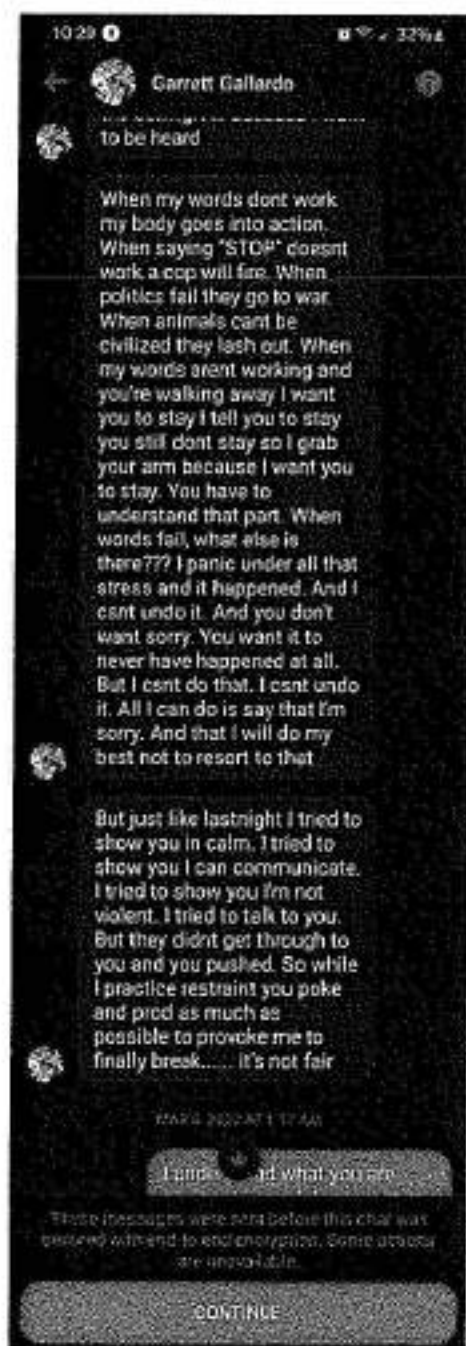 10:29
32%
Garrett Gallardo
to be heard
When my words dont work
my body goes into action.
When saying "STOP" doesnt
work a cop will fire. When
politics fail they go to war.
When animals cant be
civilized they lash out. When
my words arent working and
you're walking away I want
you to stay I tell you to stay
you still dont stay so I grab
your arm because I want you
to stay. You have to
understand that part. When
words fail, what else is
there??? I panic under all that
stress and it happened. And I
csnt undo it. And you don't
want sorry. You want it to
never have happened at all.
But I csnt do that. I csnt undo
it. All I can do is say that I'm
sorry. And that I will do my
best not to resort to that
But just like lastnight I tried to
show you in calm. I tried to
show you I can communicate.
I tried to show you I'm not
violent. I tried to talk to you.
But they didnt get through to
you and you pushed. So while
I practice restraint you poke
and prod as much as
possible to provoke me to
finally break...... it's not fair
AT 1:17 AM
what you are
These messages were sent before this chat was
secured with end-to-end encryption. Some actions
are unavailable.
CONTINUE